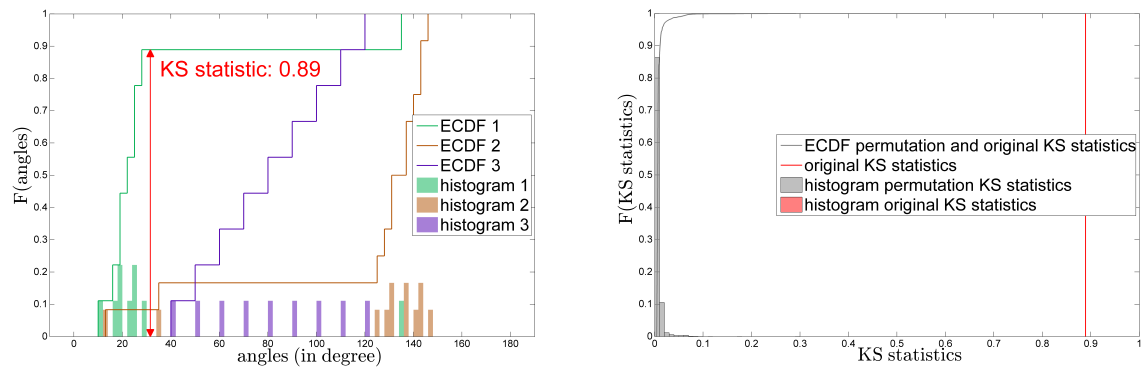 1
0.9
0.8
0.7
0.6
0.5
0.4
0.3
0.2
0.1
0
F(angles)
KS statistic: 0.89
ECDF 1
ECDF 2
ECDF 3
histogram 1
histogram 2
histogram 3
0 20 40 60 80 100 120 140 160 180
angles (in degree)
1
0.9
0.8
0.7
0.6
0.5
0.4
0.3
0.2
0.1
0
F(KS statistics)
ECDF permutation and original KS statistics
original KS statistics
histogram permutation KS statistics
histogram original KS statistics
0 0.1 0.2 0.3 0.4 0.5 0.6 0.7 0.8 0.9 1
KS statistics